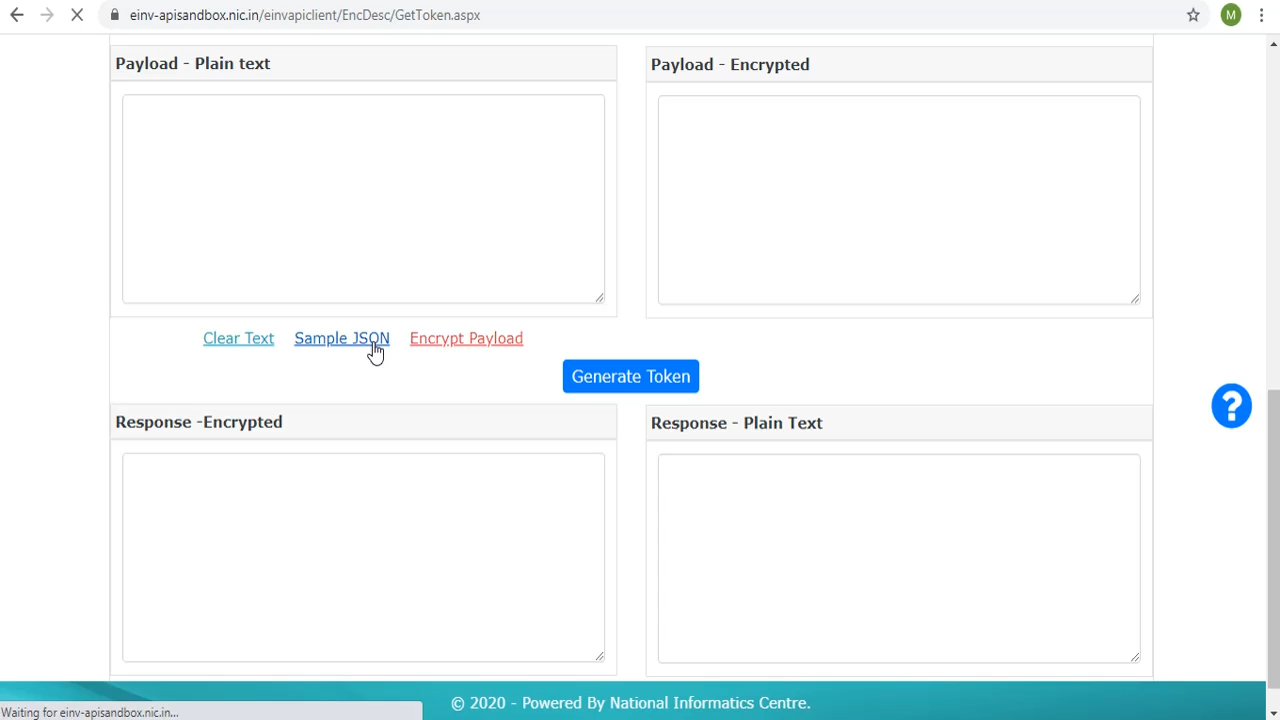 einv-apisandbox.nic.in/einvapiclient/EncDesc/GetToken.aspx
M
Payload - Plain text
Payload - Encrypted
Clear Text Sample JSON Encrypt Payload
Generate Token
?
Response -Encrypted
Response - Plain Text
© 2020 - Powered By National Informatics Centre.
Waiting for einv-apisandbox.nic.in...